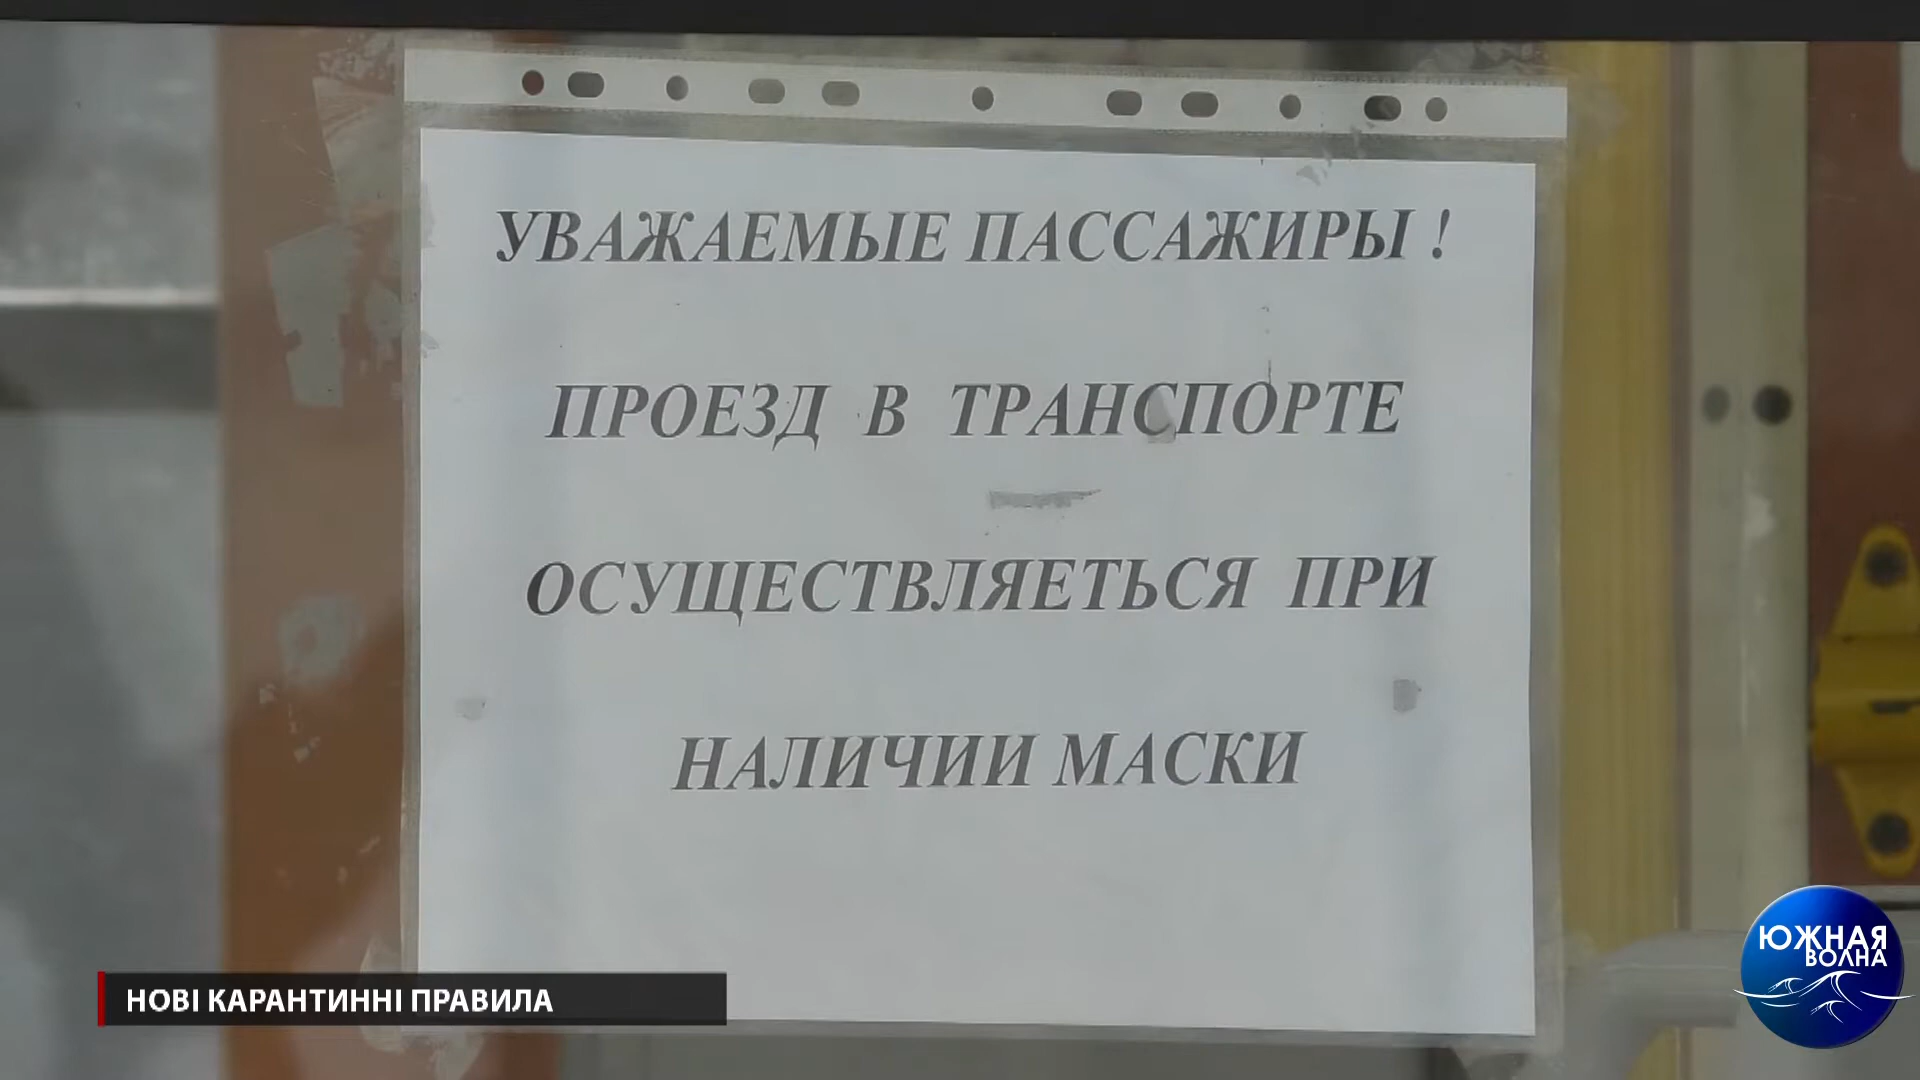 УВАЖАЕМЫЕ ПАССАЖИРЫ !
ПРОЕЗД В ТРАНСПОРТЕ
ОСУЩЕСТВЛЯЕТЬСЯ ПРИ
НАЛИЧИИ МАСКИ
НОВІ КАРАНТИННІ ПРАВИЛА
ЮЖНАЯ
ВОЛНА